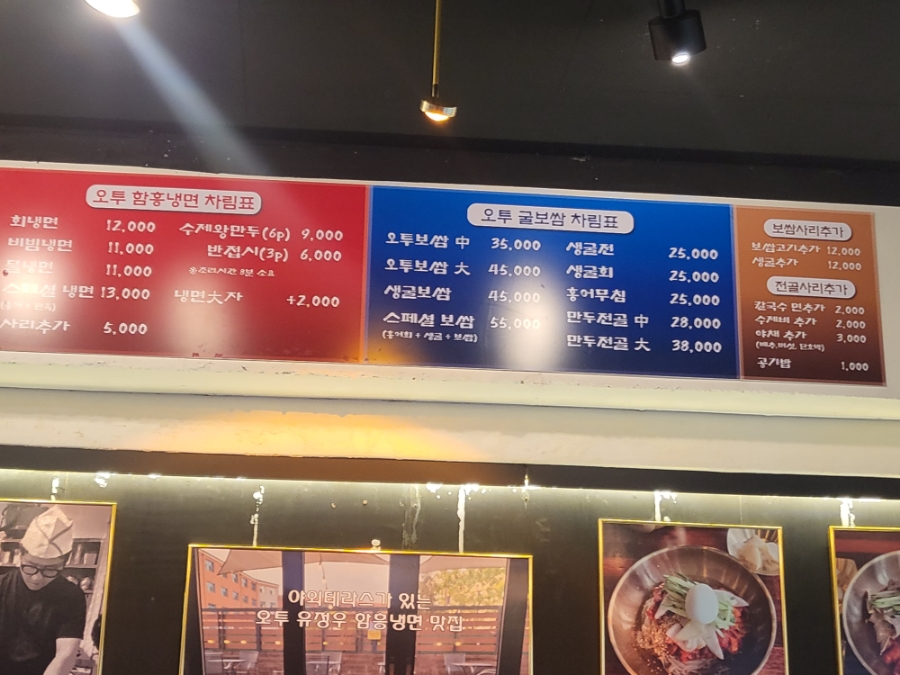 오투 함흥냉면 차림표
회냉면 12,000
비빔냉면 11,000
물냉면 11,000
스페셜 냉면 13,000
사리추가 5,000
수제왕만두(6p) 9,000
반접시(3p) 6,000
냉면大자 +2,000
오투 굴보쌈 차림표
오투보쌈 中 35,000
오투보쌈 大 45,000
생굴보쌈 45,000
스페셜 보쌈 55,000
(홍어회 + 생굴 + 보쌈)
생굴전 25,000
생굴회 25,000
홍어무침 25,000
만두전골 中 28,000
만두전골 大 38,000
보쌈사리추가
보쌈고기추가 12,000
생굴추가 12,000
전골사리추가
칼국수 면추가 2,000
수제비 추가 2,000
야채 추가 3,000
(배추,버섯, 단호박)
공기밥 1,000
야외테라스가 있는
오투 유정우 함흥냉면 맛집